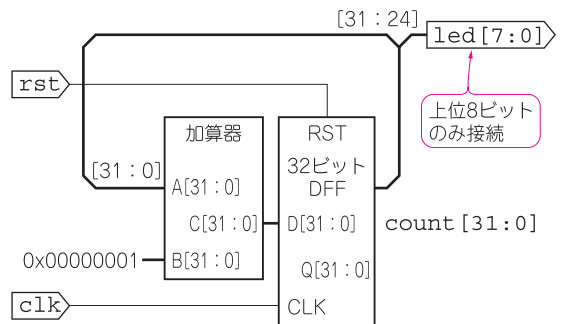 [31：24]
led[7:0]
rst
上位8ビット
のみ接続
加算器
RST
32ビット
DFF
[31：0]
A[31：0]
C[31：0]
D[31：0]
count[31:0]
0x00000001
B[31：0]
Q[31：0]
clk
CLK